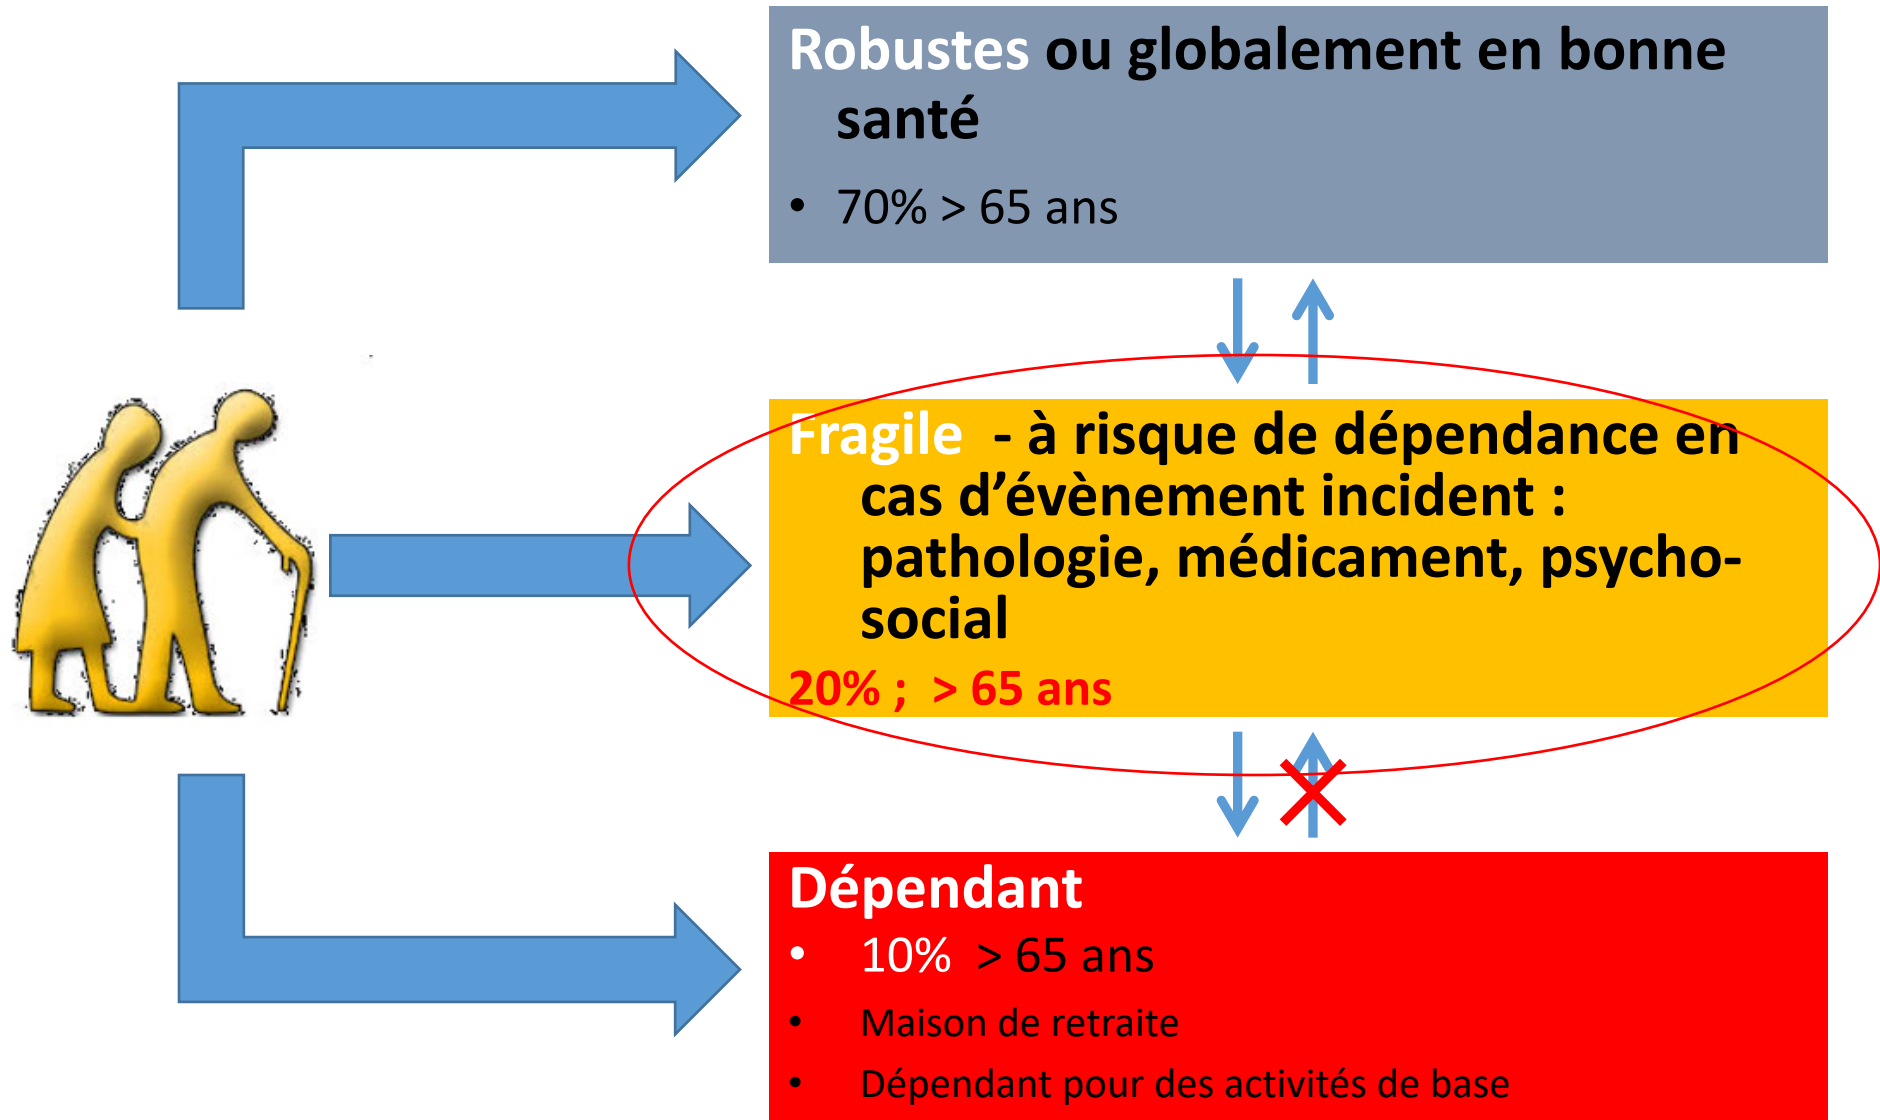 Robustes ou globalement en bonne
santé
• 70% > 65 ans
Fragile - à risque de dépendance en
cas d’évènement incident :
pathologie, médicament, psycho-
social
20% ; > 65 ans
Dépendant
• 10% > 65 ans
• Maison de retraite
• Dépendant pour des activités de base